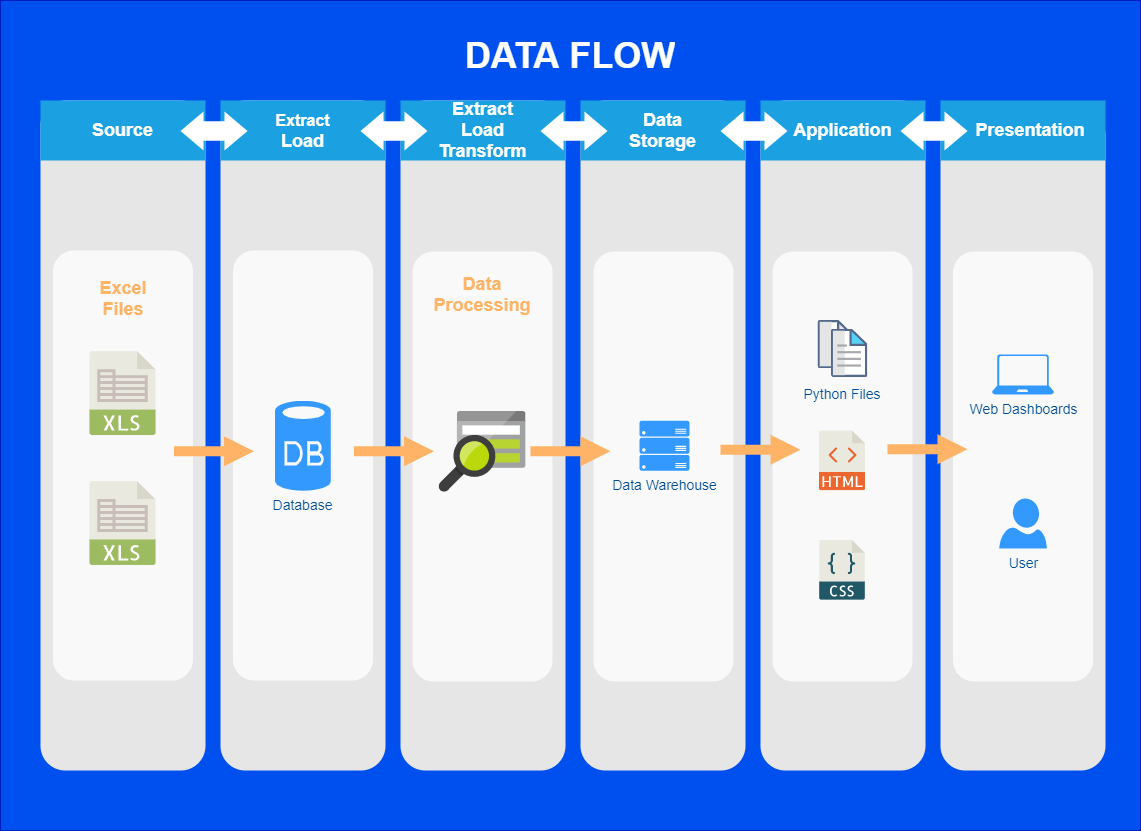 DATA FLOW
Source
Extract
Load
Extract
Load
Transform
Data
Storage
Application
Presentation
Excel
Files
XLS
XLS
DB
Database
Data
Processing
Data Warehouse
Python Files
HTML
{ }
CSS
Web Dashboards
User